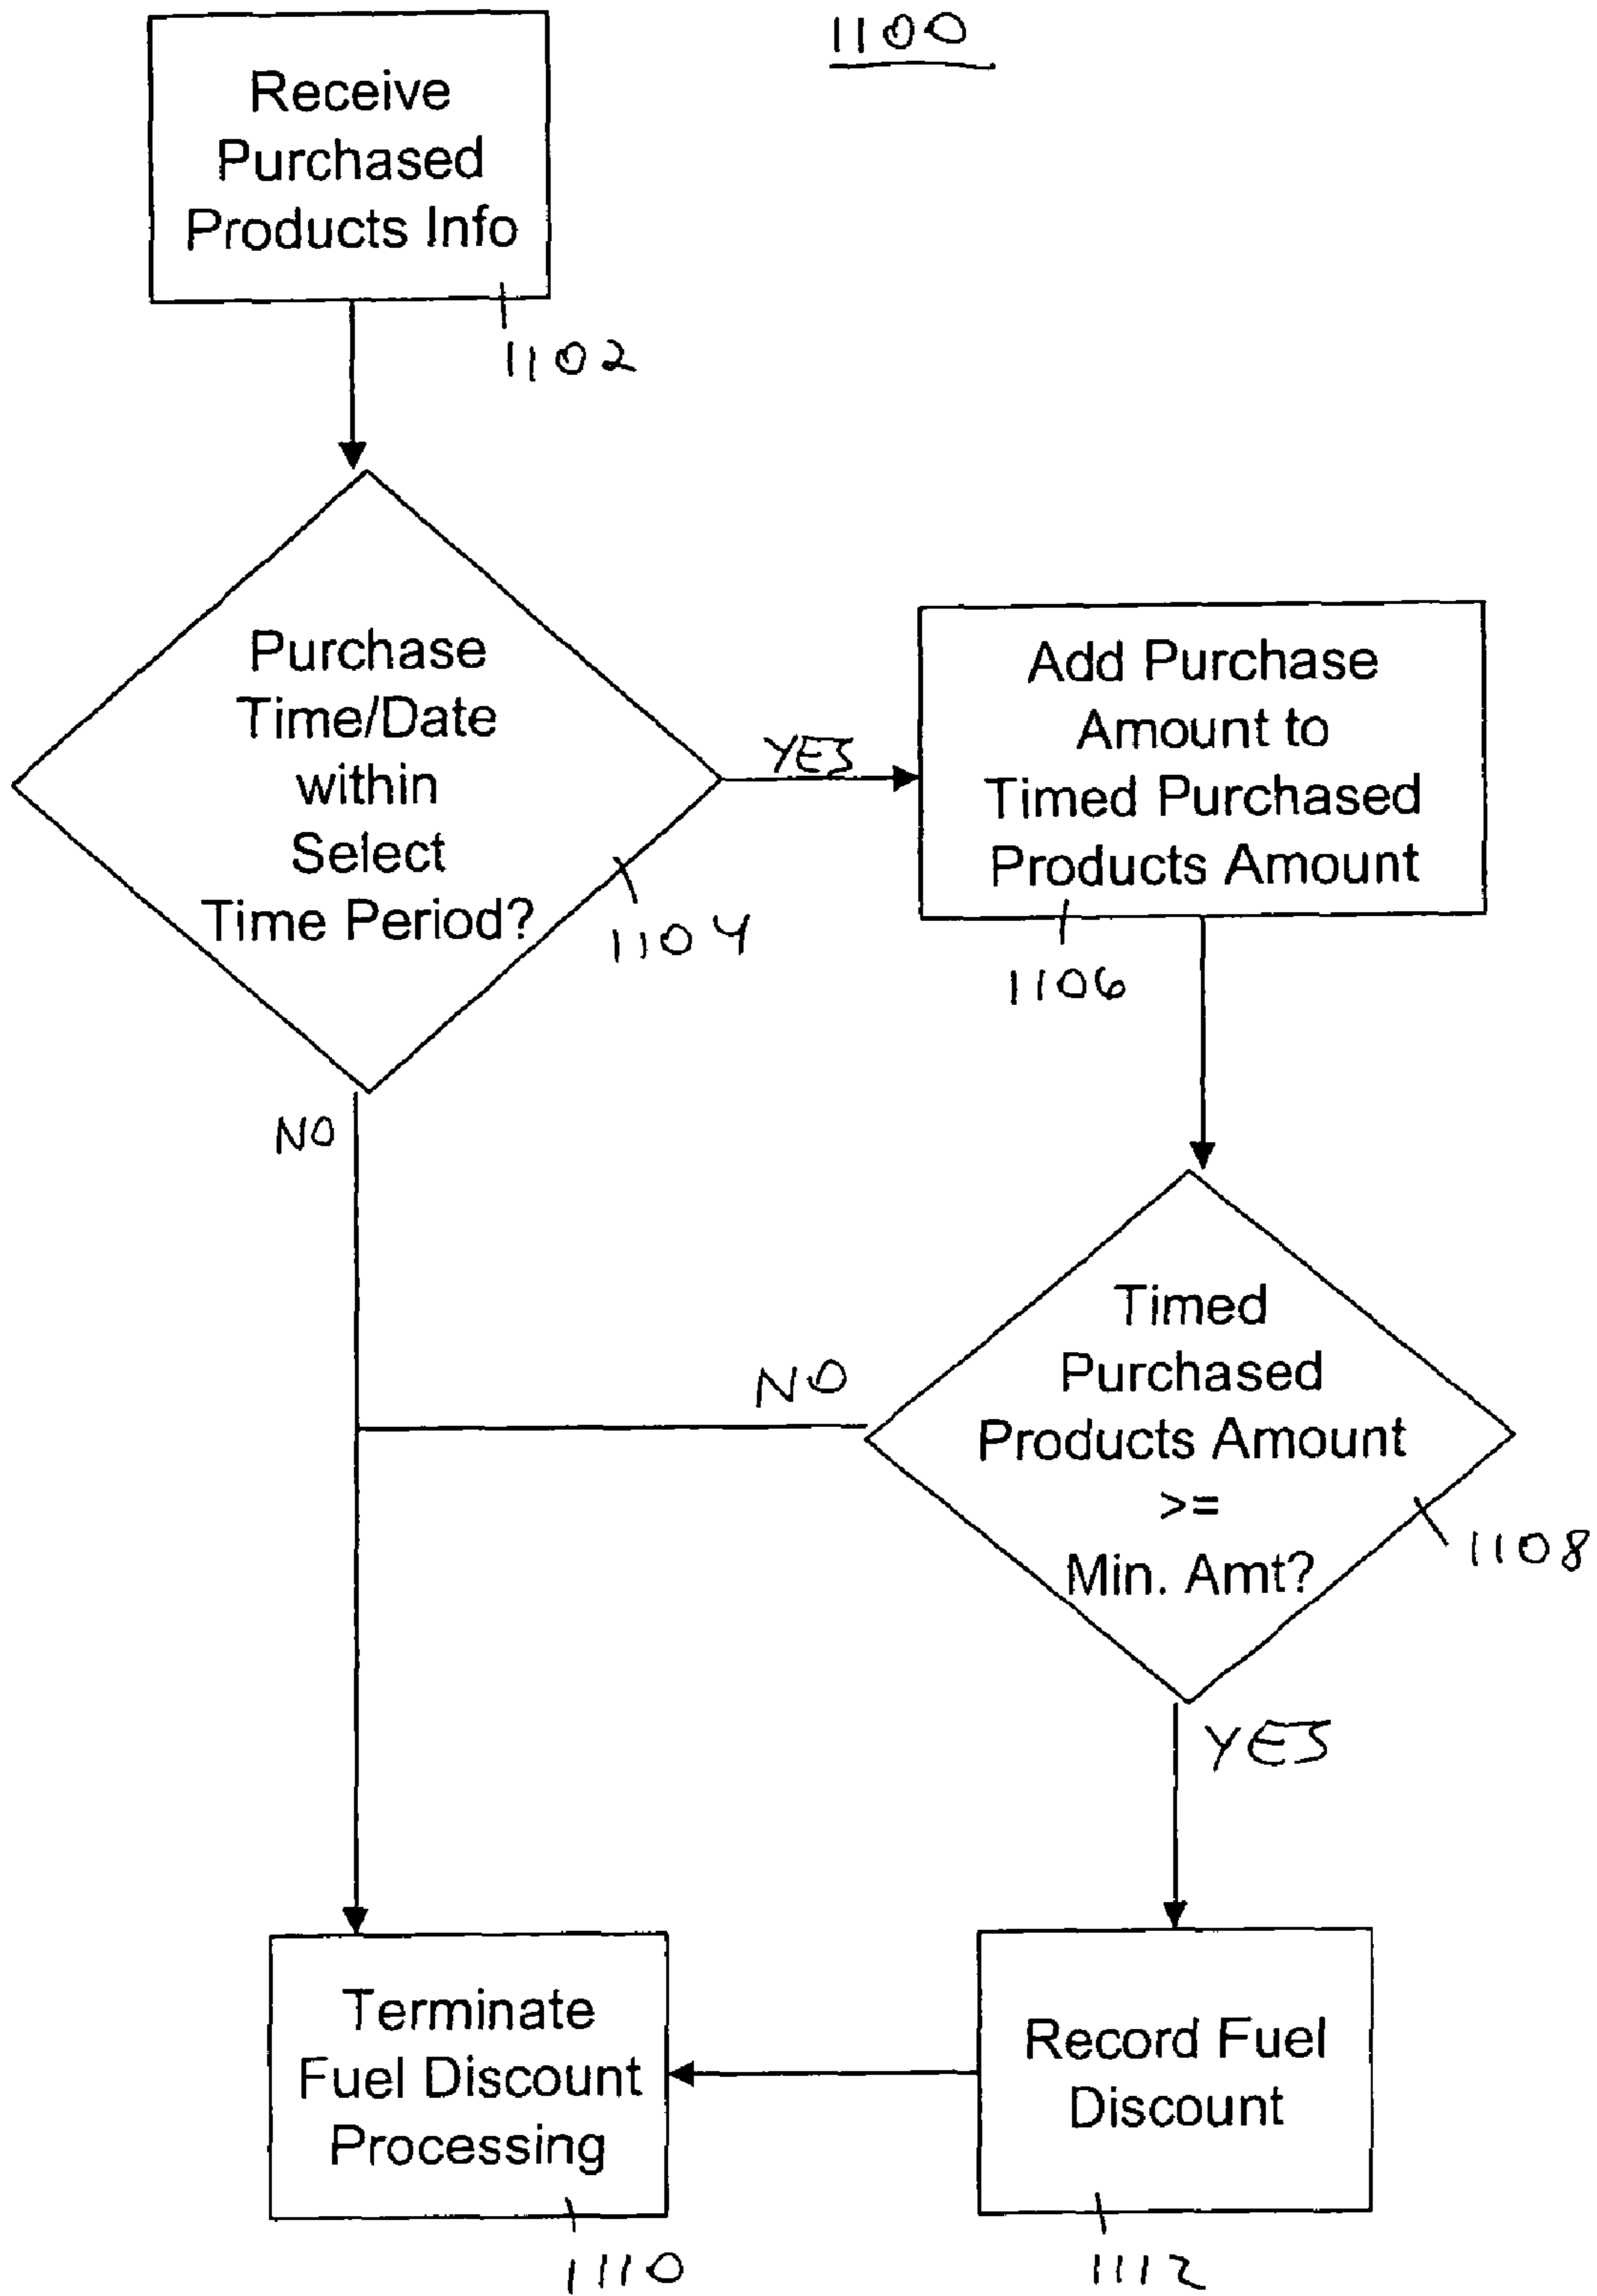 1100
Receive
Purchased
Products Info
1102
Purchase
Time/Date
within
Select
Time Period?
1104
YES
Add Purchase
Amount to
Timed Purchased
Products Amount
1106
NO
Timed
Purchased
Products Amount
>=
Min. Amt?
1108
NO
YES
Terminate
Fuel Discount
Processing
1110
Record Fuel
Discount
1112